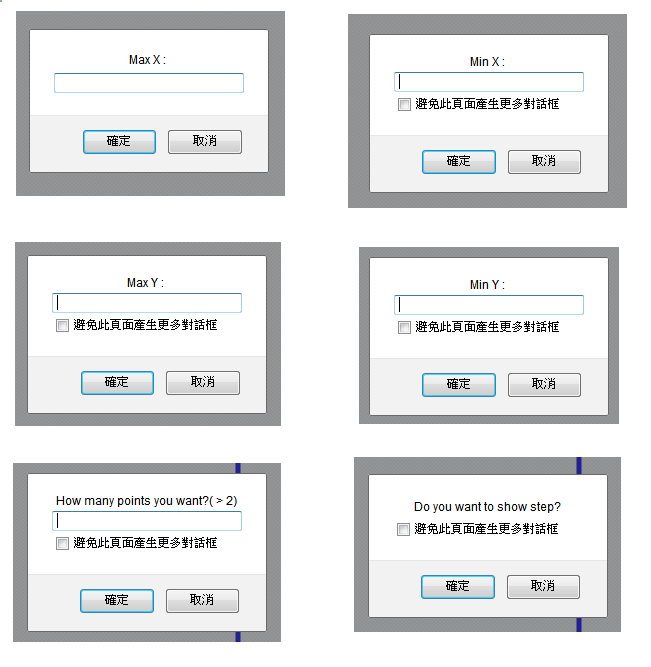 Max X :
確定 取消
Min X :
避免此頁面產生更多對話框
確定 取消
Max Y :
避免此頁面產生更多對話框
確定 取消
Min Y :
避免此頁面產生更多對話框
確定 取消
How many points you want?( > 2)
避免此頁面產生更多對話框
確定 取消
Do you want to show step?
避免此頁面產生更多對話框
確定 取消